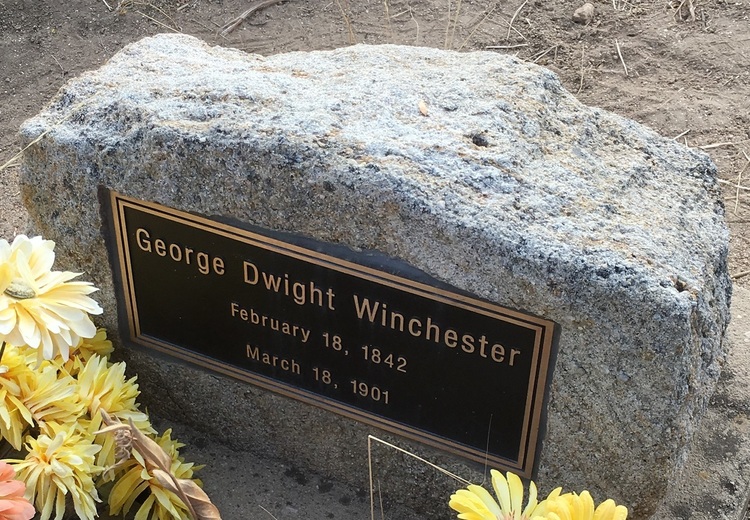 George Dwight Winchester
February 18, 1842
March 18, 1901